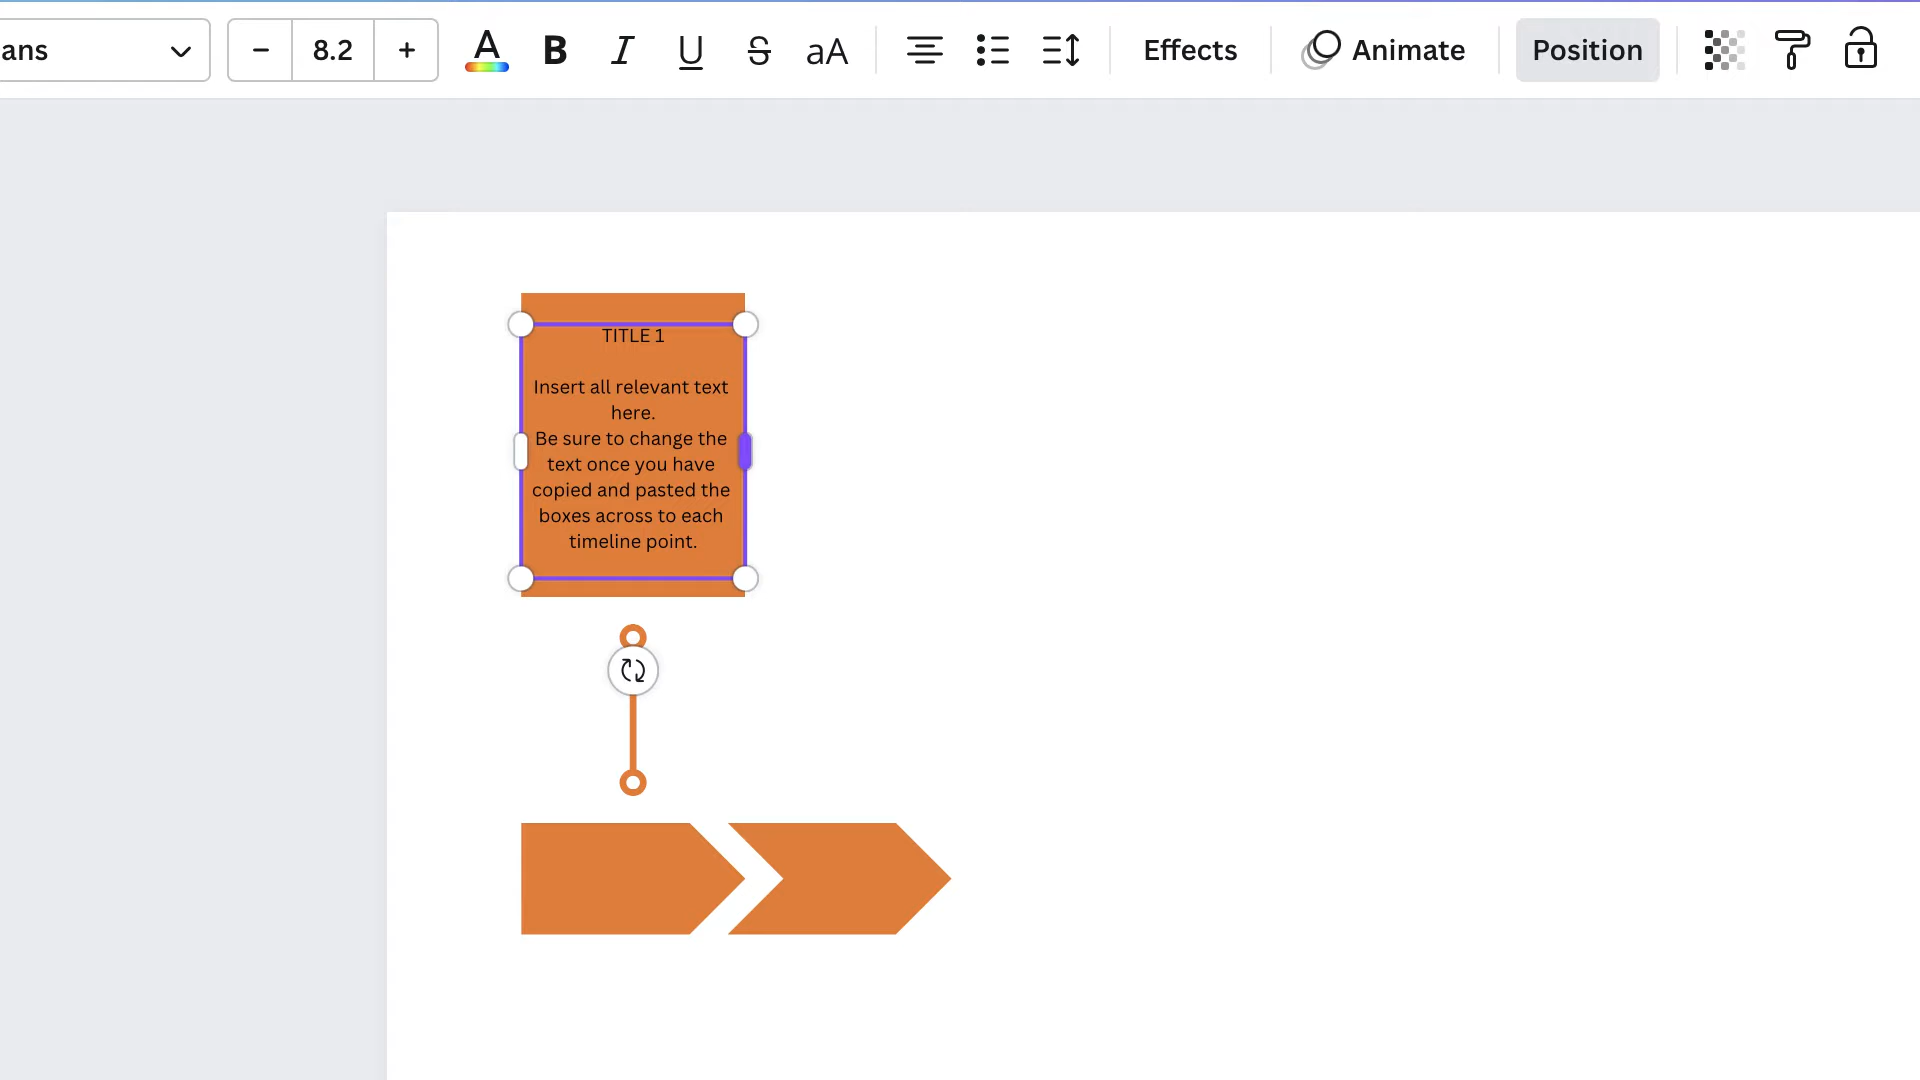 ans 8.2 A B I U S aA Effects Animate Position
TITLE 1
Insert all relevant text
here.
Be sure to change the
text once you have
copied and pasted the
boxes across to each
timeline point.